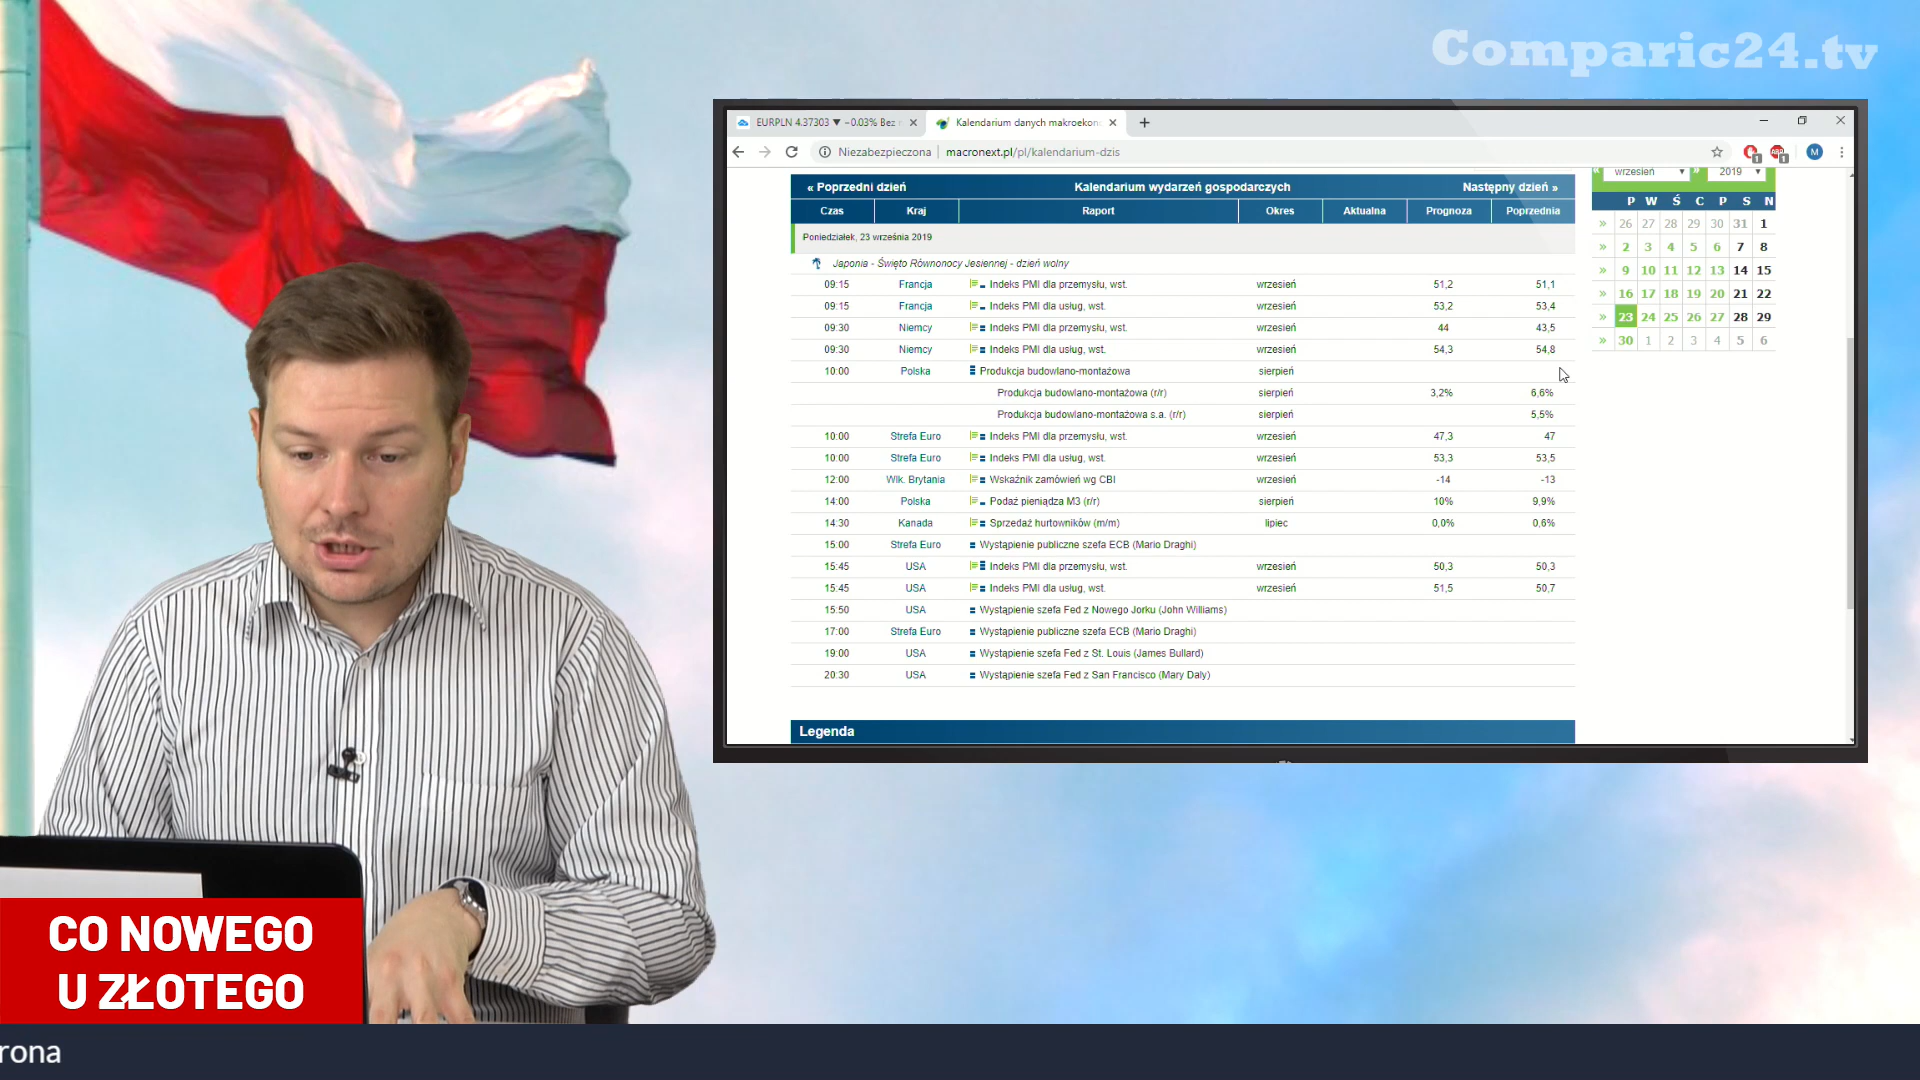 Comparic24.tv
EURPLN 4.37303 ▼ −0.03% Bez
Kalendarium danych makroekon
Niezabezpieczona | macronext.pl/pl/kalendarium-dzis
« Poprzedni dzień Kalendarium wydarzeń gospodarczych Następny dzień »
Czas Kraj Raport Okres Aktualna Prognoza Poprzednia
Poniedziałek, 23 września 2019
Japonia - Święto Równonocy Jesiennej - dzień wolny
09:15 Francja Indeks PMI dla przemysłu, wst. wrzesień 51,2 51,1
09:15 Francja Indeks PMI dla usług, wst. wrzesień 53,2 53,4
09:30 Niemcy Indeks PMI dla przemysłu, wst. wrzesień 44 43,5
09:30 Niemcy Indeks PMI dla usług, wst. wrzesień 54,3 54,8
10:00 Polska Produkcja budowlano-montażowa sierpień
Produkcja budowlano-montażowa (r/r) sierpień 3,2% 6,6%
Produkcja budowlano-montażowa s.a. (r/r) sierpień 5,5%
10:00 Strefa Euro Indeks PMI dla przemysłu, wst. wrzesień 47,3 47
10:00 Strefa Euro Indeks PMI dla usług, wst. wrzesień 53,3 53,5
12:00 Wlk. Brytania Wskaźnik zamówień wg CBI wrzesień -14 -13
14:00 Polska Podaż pieniądza M3 (r/r) sierpień 10% 9,9%
14:30 Kanada Sprzedaż hurtowników (m/m) lipiec 0,0% 0,6%
15:00 Strefa Euro Wystąpienie publiczne szefa ECB (Mario Draghi)
15:45 USA Indeks PMI dla przemysłu, wst. wrzesień 50,3 50,3
15:45 USA Indeks PMI dla usług, wst. wrzesień 51,5 50,7
15:50 USA Wystąpienie szefa Fed z Nowego Jorku (John Williams)
17:00 Strefa Euro Wystąpienie publiczne szefa ECB (Mario Draghi)
19:00 USA Wystąpienie szefa Fed z St. Louis (James Bullard)
20:30 USA Wystąpienie szefa Fed z San Francisco (Mary Daly)
Legenda
« wrzesień » 2019
P W Ś C P S N
» 26 27 28 29 30 31 1
» 2 3 4 5 6 7 8
» 9 10 11 12 13 14 15
» 16 17 18 19 20 21 22
» 23 24 25 26 27 28 29
» 30 1 2 3 4 5 6
CO NOWEGO
U ZŁOTEGO
rona